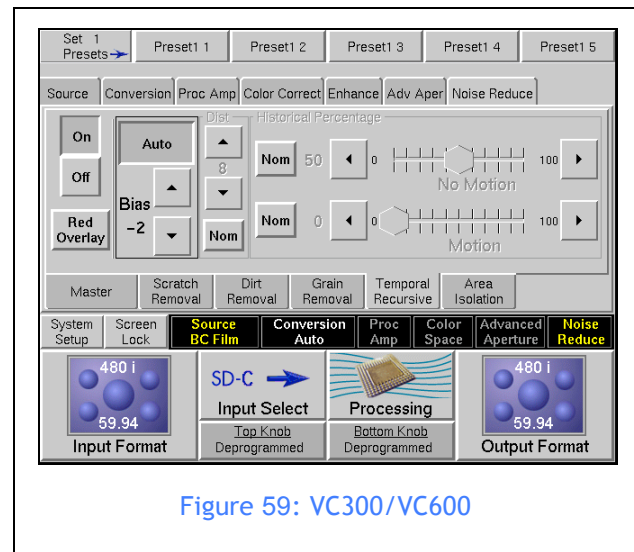 Set 1 Presets
Preset1 1
Preset1 2
Preset1 3
Preset1 4
Preset1 5
Source
Conversion
Proc Amp
Color Correct
Enhance
Adv Aper
Noise Reduce
On
Off
Red Overlay
Auto
Bias
-2
Dist
8
Nom
Historical Percentage
Nom
50
0
100
No Motion
Nom
0
0
100
Motion
Master
Scratch Removal
Dirt Removal
Grain Removal
Temporal Recursive
Area Isolation
System Setup
Screen Lock
Source BC Film
Conversion Auto
Proc Amp
Color Space
Advanced Aperture
Noise Reduce
480 i
59.94
Input Format
SD-C
Input Select
Processing
Top Knob Deprogrammed
Bottom Knob Deprogrammed
480 i
59.94
Output Format
Figure 59: VC300/VC600